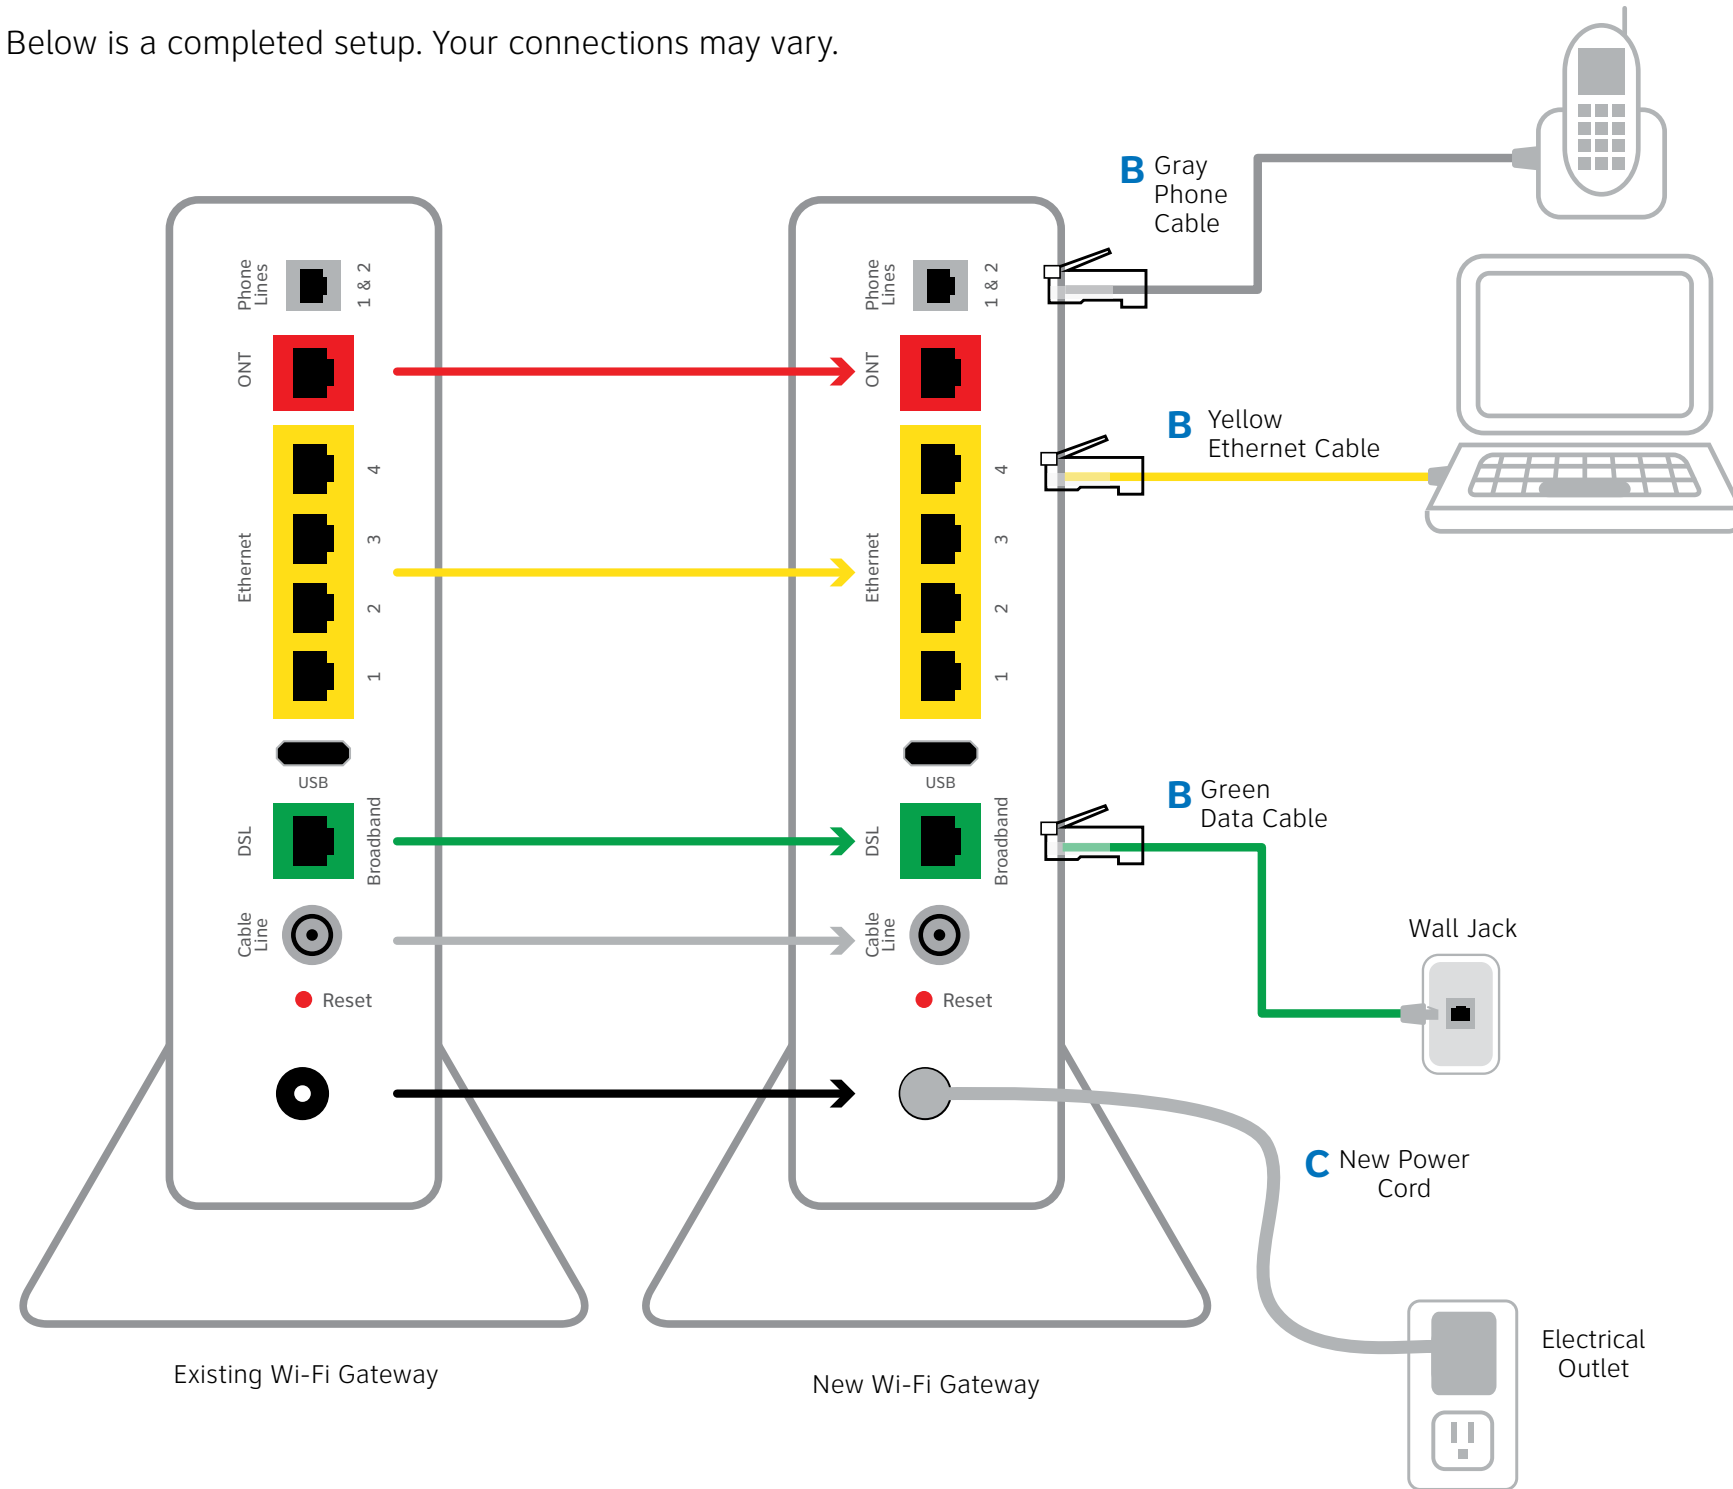 Below is a completed setup. Your connections may vary.
B Gray
Phone
Cable
Phone
Lines
1 & 2
ONT
Ethernet
4
3
2
1
USB
DSL
Broadband
Cable
Line
Reset
Existing Wi-Fi Gateway
Phone
Lines
1 & 2
ONT
Ethernet
4
3
2
1
USB
DSL
Broadband
Cable
Line
Reset
New Wi-Fi Gateway
B Yellow
Ethernet Cable
B Green
Data Cable
Wall Jack
C New Power
Cord
Electrical
Outlet